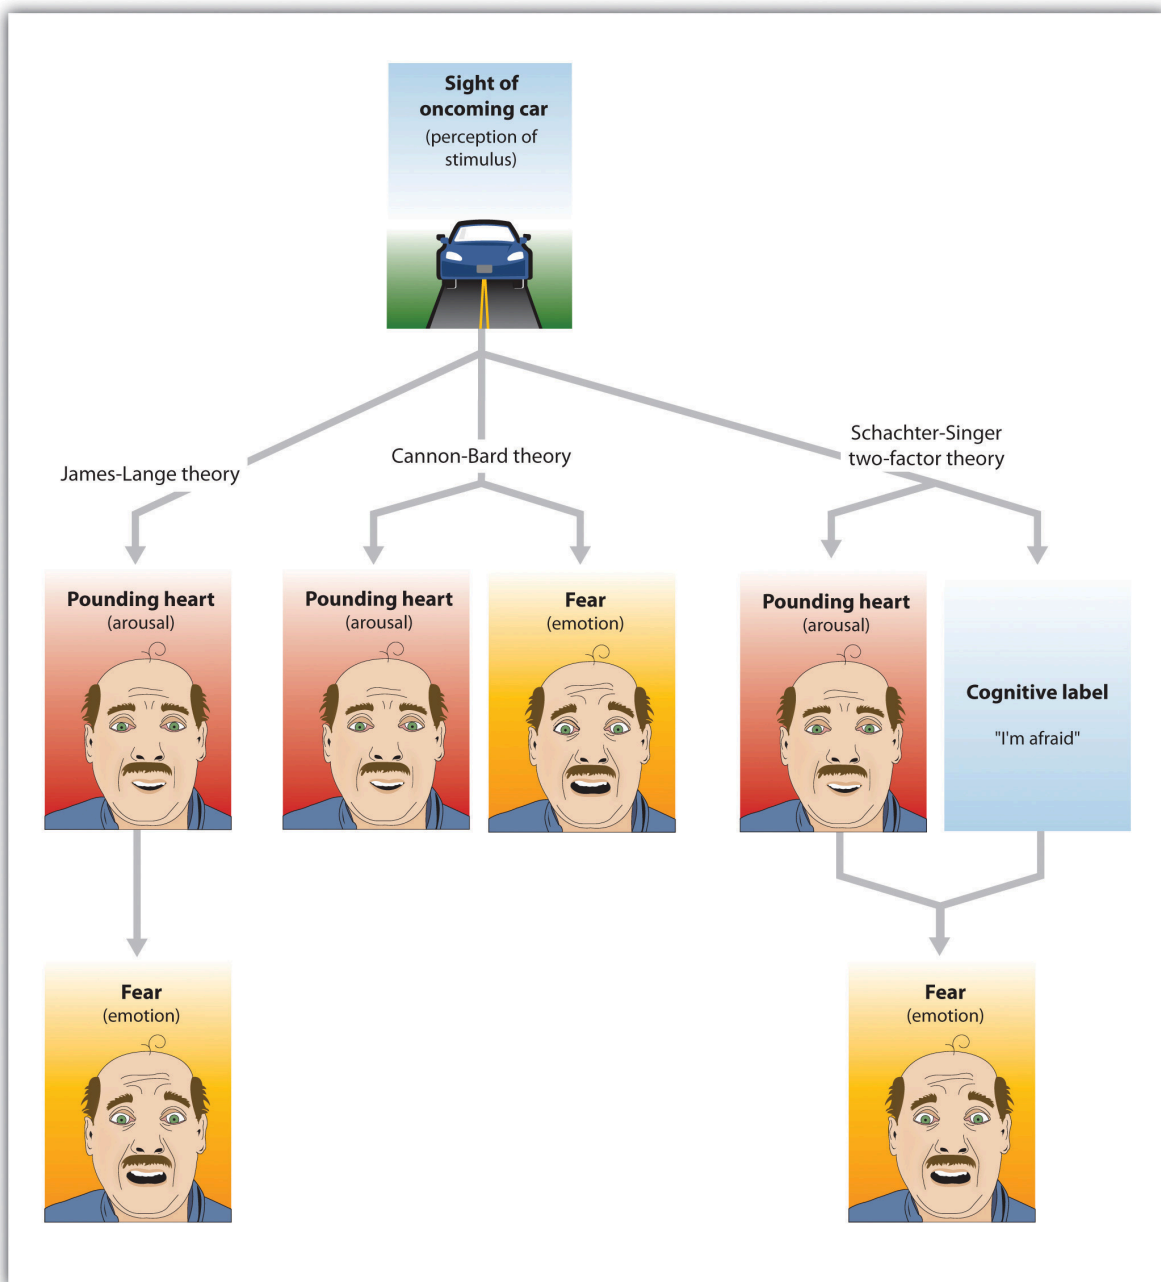 Sight of
oncoming car
(perception of
stimulus)
James-Lange theory
Cannon-Bard theory
Schachter-Singer
two-factor theory
Pounding heart
(arousal)
Pounding heart
(arousal)
Fear
(emotion)
Pounding heart
(arousal)
Cognitive label
"I'm afraid"
Fear
(emotion)
Fear
(emotion)